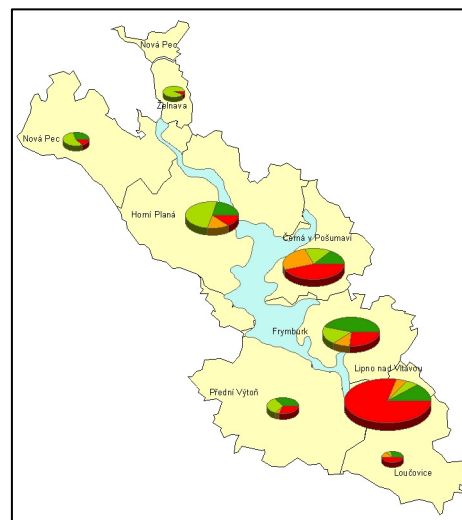 Nová Pec
Želnava
Nová Pec
Horní Planá
Černá v Pošumaví
Frymburk
Lipno nad Vltavou
Přední Výtoň
Loučovice